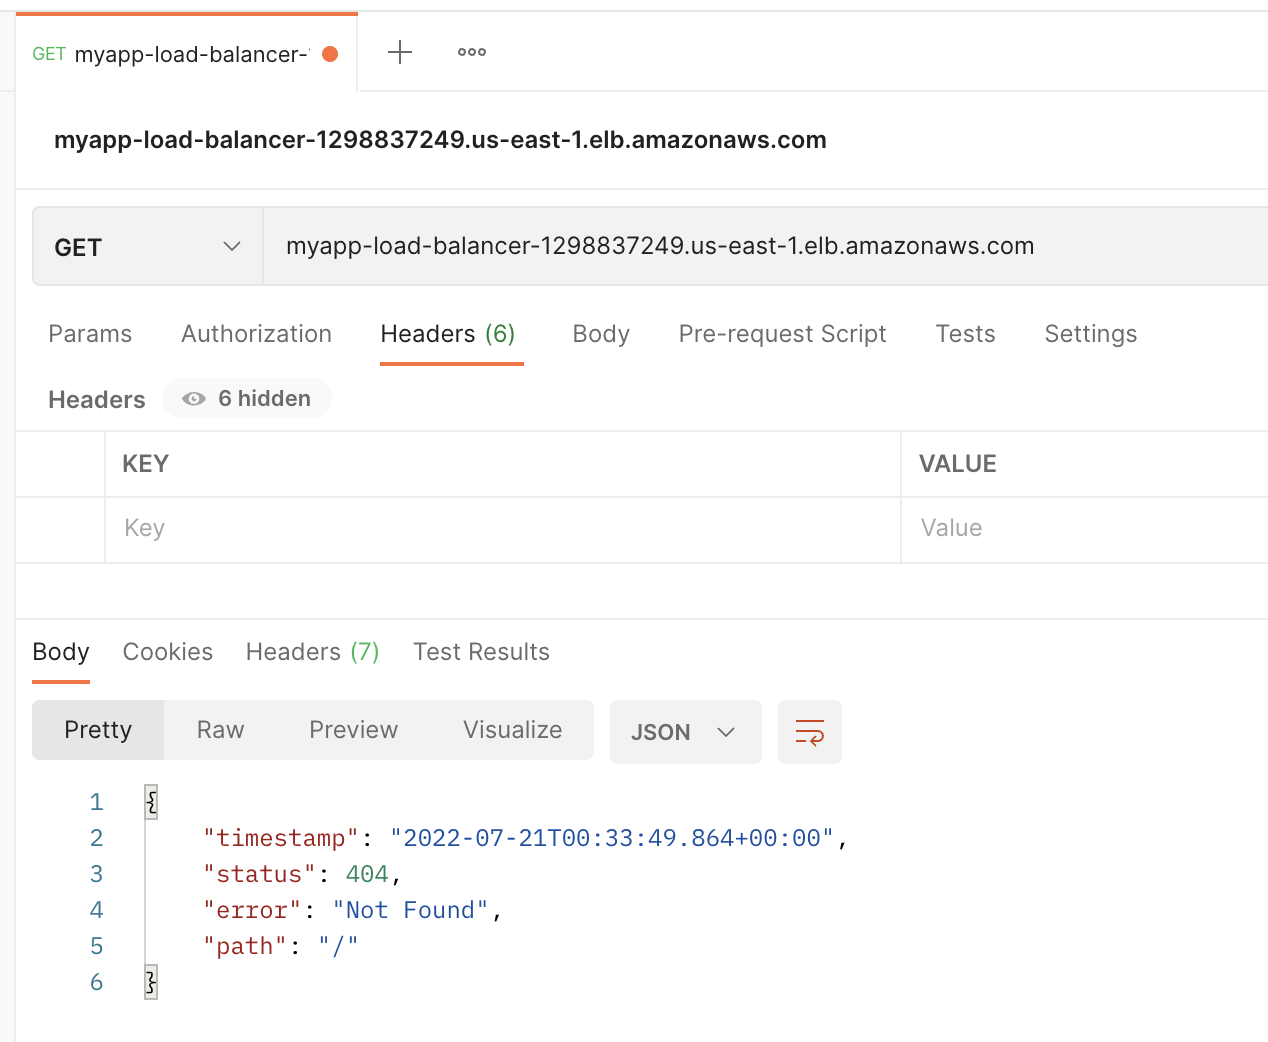 GET myapp-load-balancer-
myapp-load-balancer-1298837249.us-east-1.elb.amazonaws.com
GET myapp-load-balancer-1298837249.us-east-1.elb.amazonaws.com
Params Authorization Headers (6) Body Pre-request Script Tests Settings
Headers 6 hidden
KEY VALUE
Key Value
Body Cookies Headers (7) Test Results
Pretty Raw Preview Visualize JSON
1 {
2 "timestamp": "2022-07-21T00:33:49.864+00:00",
3 "status": 404,
4 "error": "Not Found",
5 "path": "/"
6 }